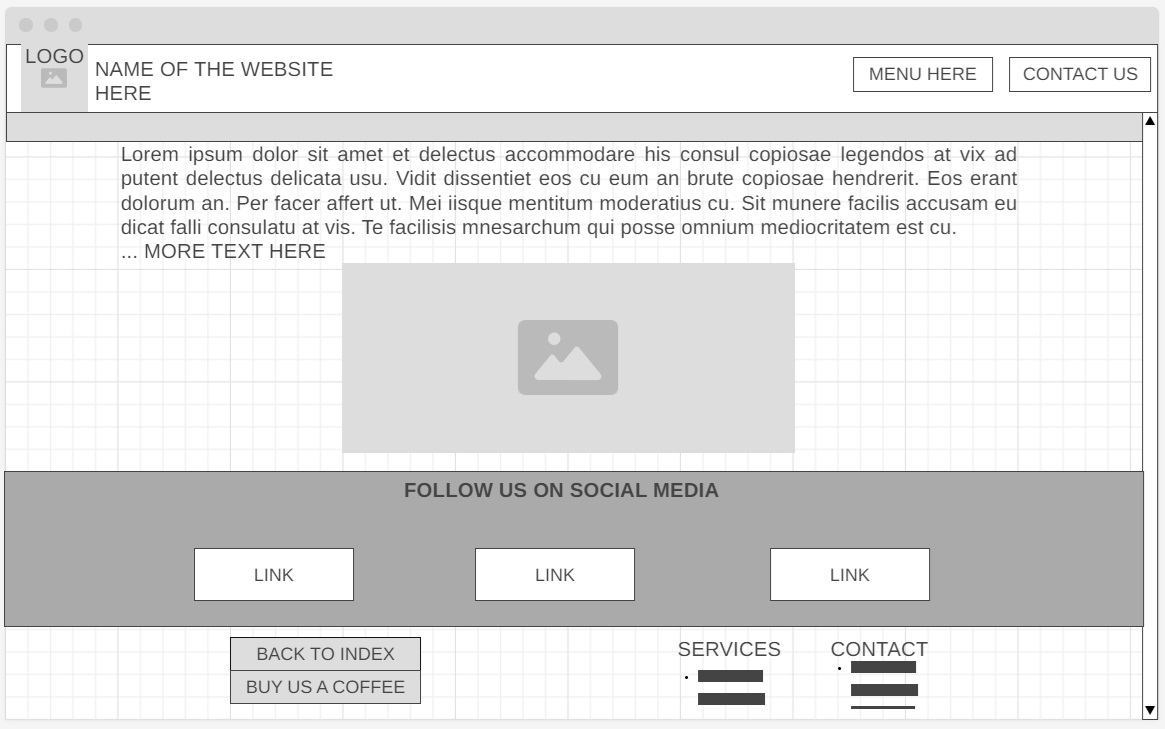 LOGO
NAME OF THE WEBSITE
HERE
MENU HERE
CONTACT US
Lorem ipsum dolor sit amet et delectus accommodare his consul copiosae legendos at vix ad
putent delectus delicata usu. Vidit dissentiet eos cu eum an brute copiosae hendrerit. Eos erant
dolorum an. Per facer affert ut. Mei iisque mentitum moderatius cu. Sit munere facilis accusam eu
dicat falli consulatu at vis. Te facilisis mnesarchum qui posse omnium mediocritatem est cu.
... MORE TEXT HERE
FOLLOW US ON SOCIAL MEDIA
LINK
LINK
LINK
BACK TO INDEX
BUY US A COFFEE
SERVICES
CONTACT